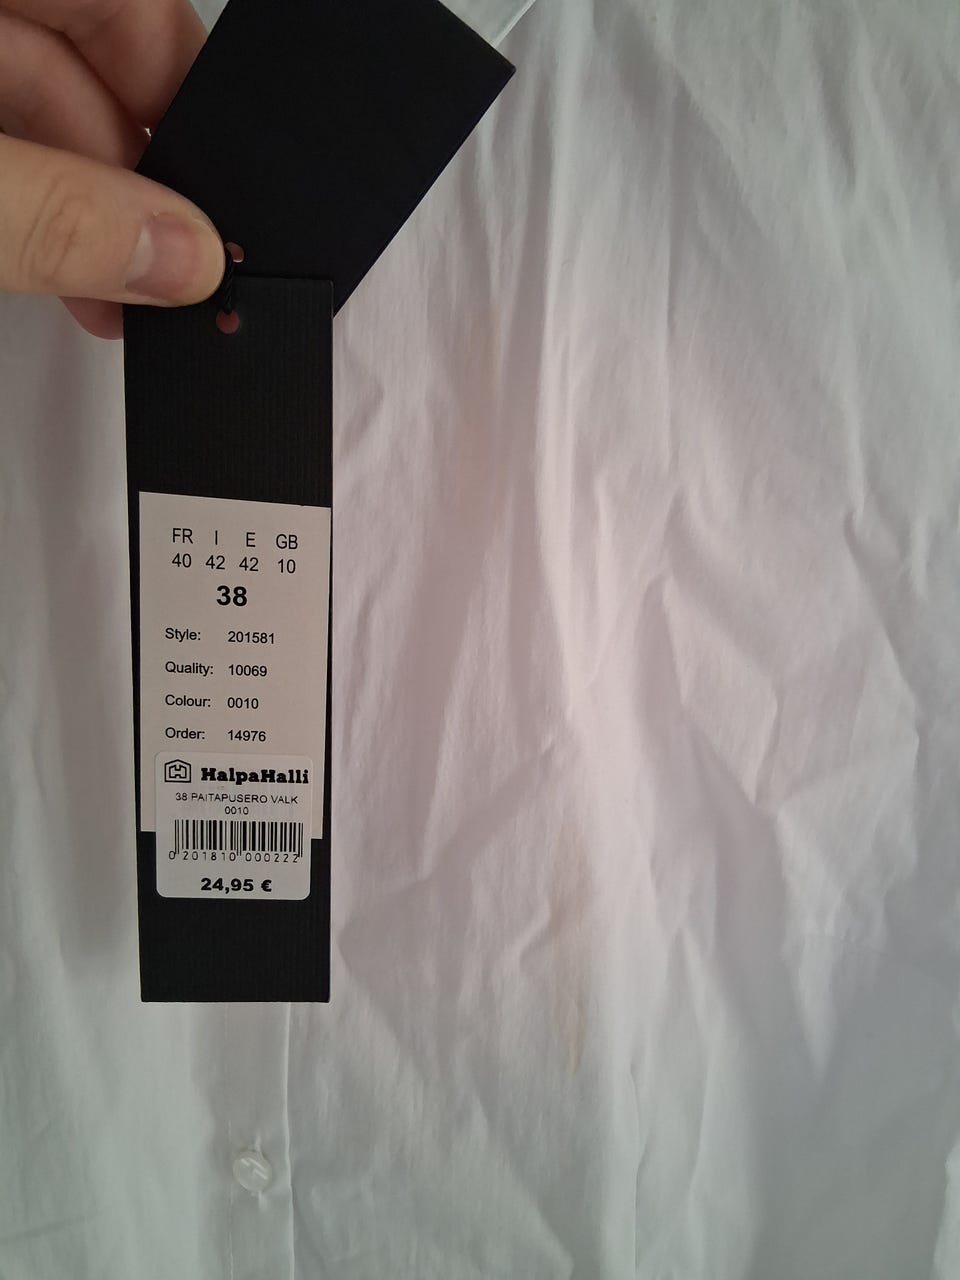 FR I E GB
40 42 42 10
38
Style: 201581
Quality: 10069
Colour: 0010
Order: 14976
HalpaHalli
38 PAITAPUSERO VALK
0010
0 201810 000222
24,95 €